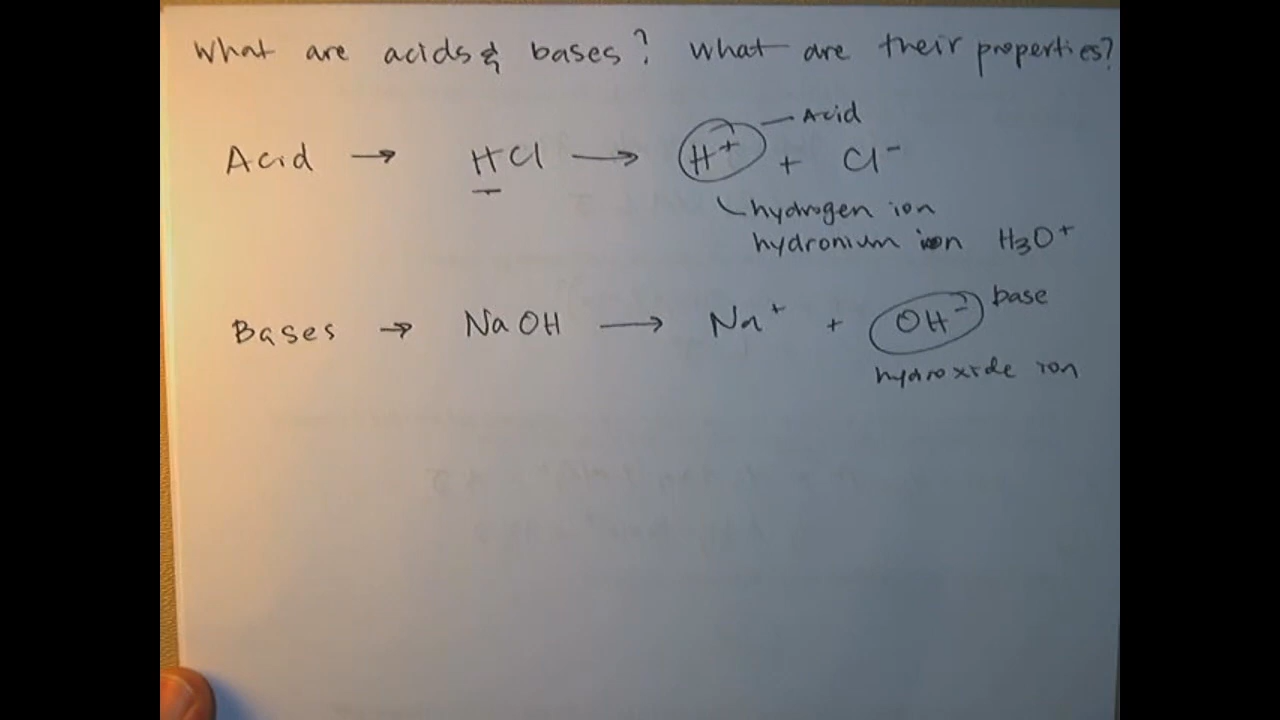 What are acids & bases? What are their properties?
Acid → HCl → H+ + Cl- — Acid
hydrogen ion
hydronium ion H3O+
Bases → NaOH → Na+ + OH- base
hydroxide ion